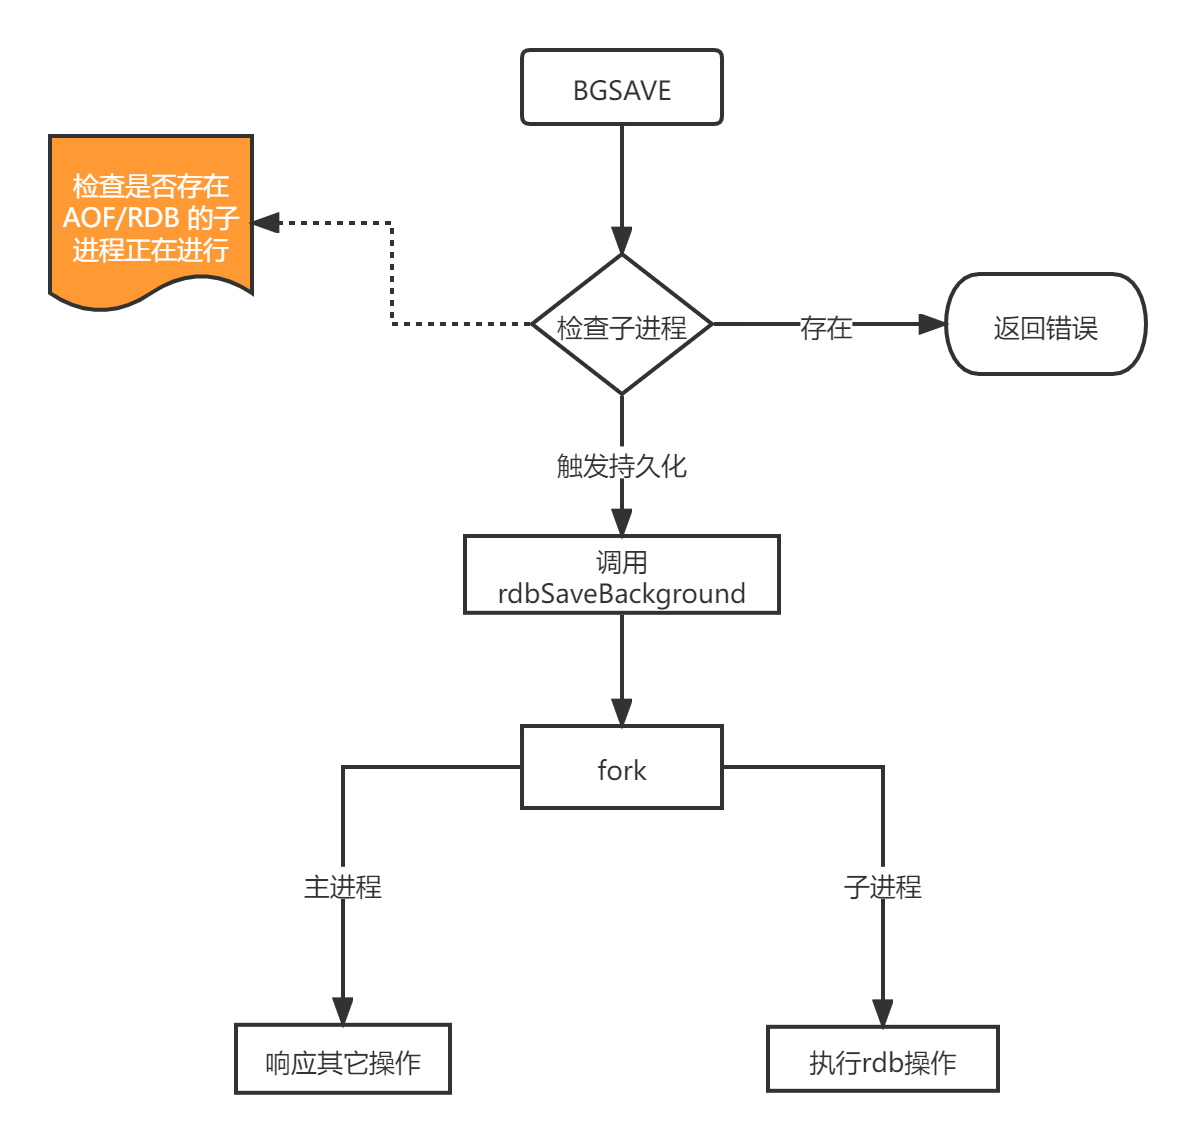 BGSAVE
检查是否存在
AOF/RDB 的子
进程正在进行
检查子进程
存在
返回错误
触发持久化
调用
rdbSaveBackground
fork
主进程
子进程
响应其它操作
执行rdb操作